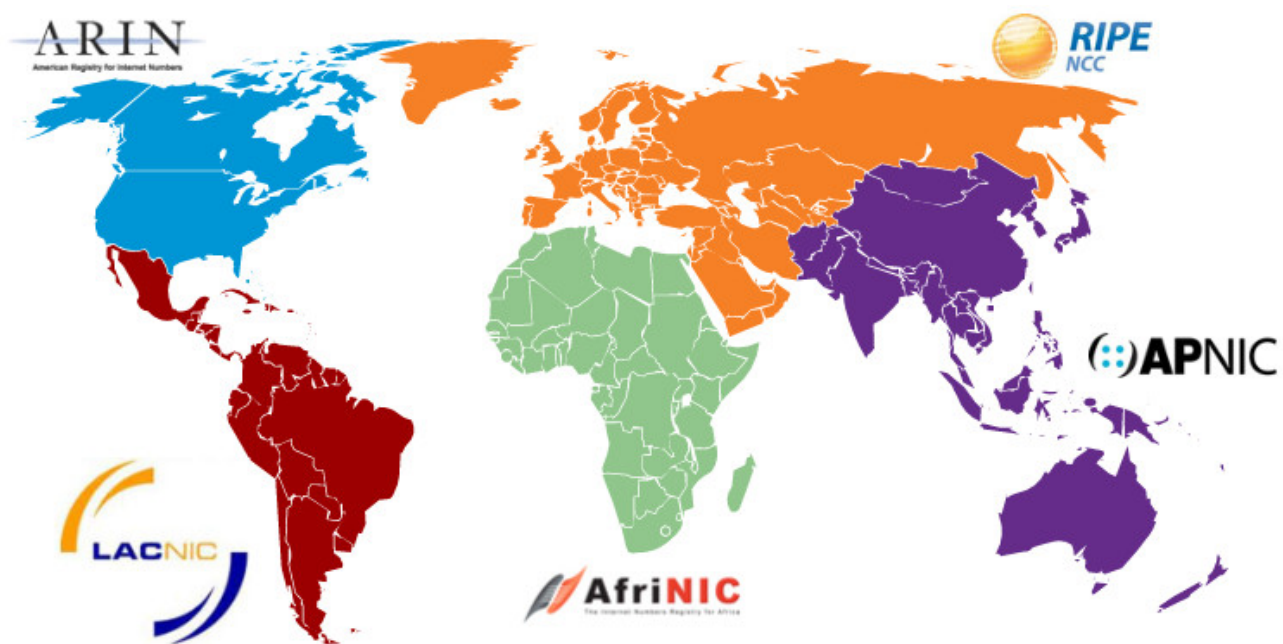 ARIN
American Registry for Internet Numbers
RIPE
NCC
APNIC
LACNIC
AfriNIC
The Internet Numbers Registry for Africa